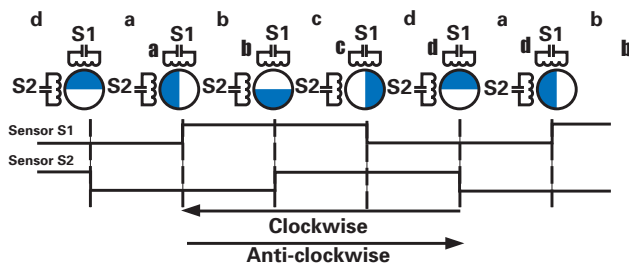 d a b c d a b
S1 S1 S1 S1 S1 S1
a b c d d b
S2 S2 S2 S2 S2 S2
Sensor S1
Sensor S2
Clockwise
Anti-clockwise